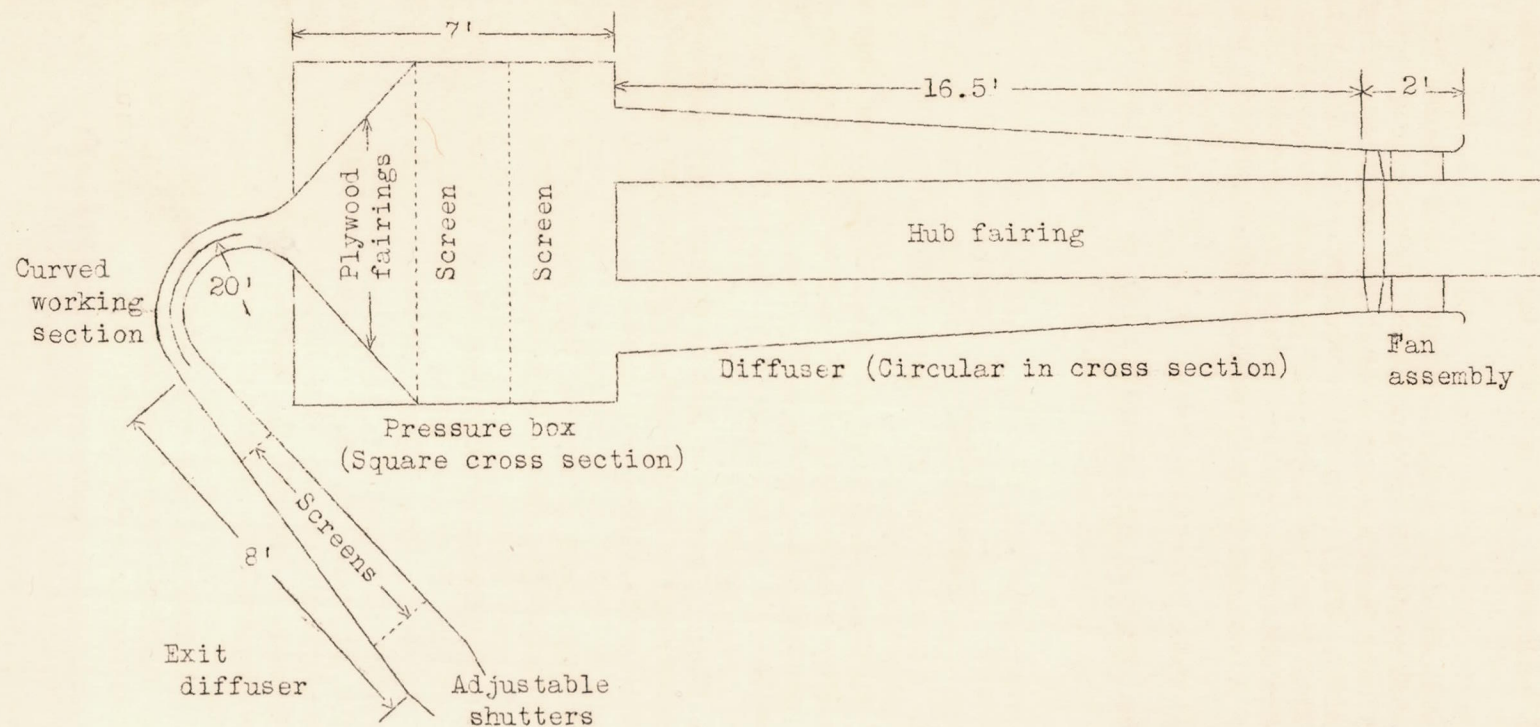 7'
16.5'
2'
Plywood
fairings
Screen
Screen
Hub fairing
Curved
working
section
20'
Diffuser (Circular in cross section)
Fan
assembly
Pressure box
(Square cross section)
Screens
8'
Exit
diffuser
Adjustable
shutters